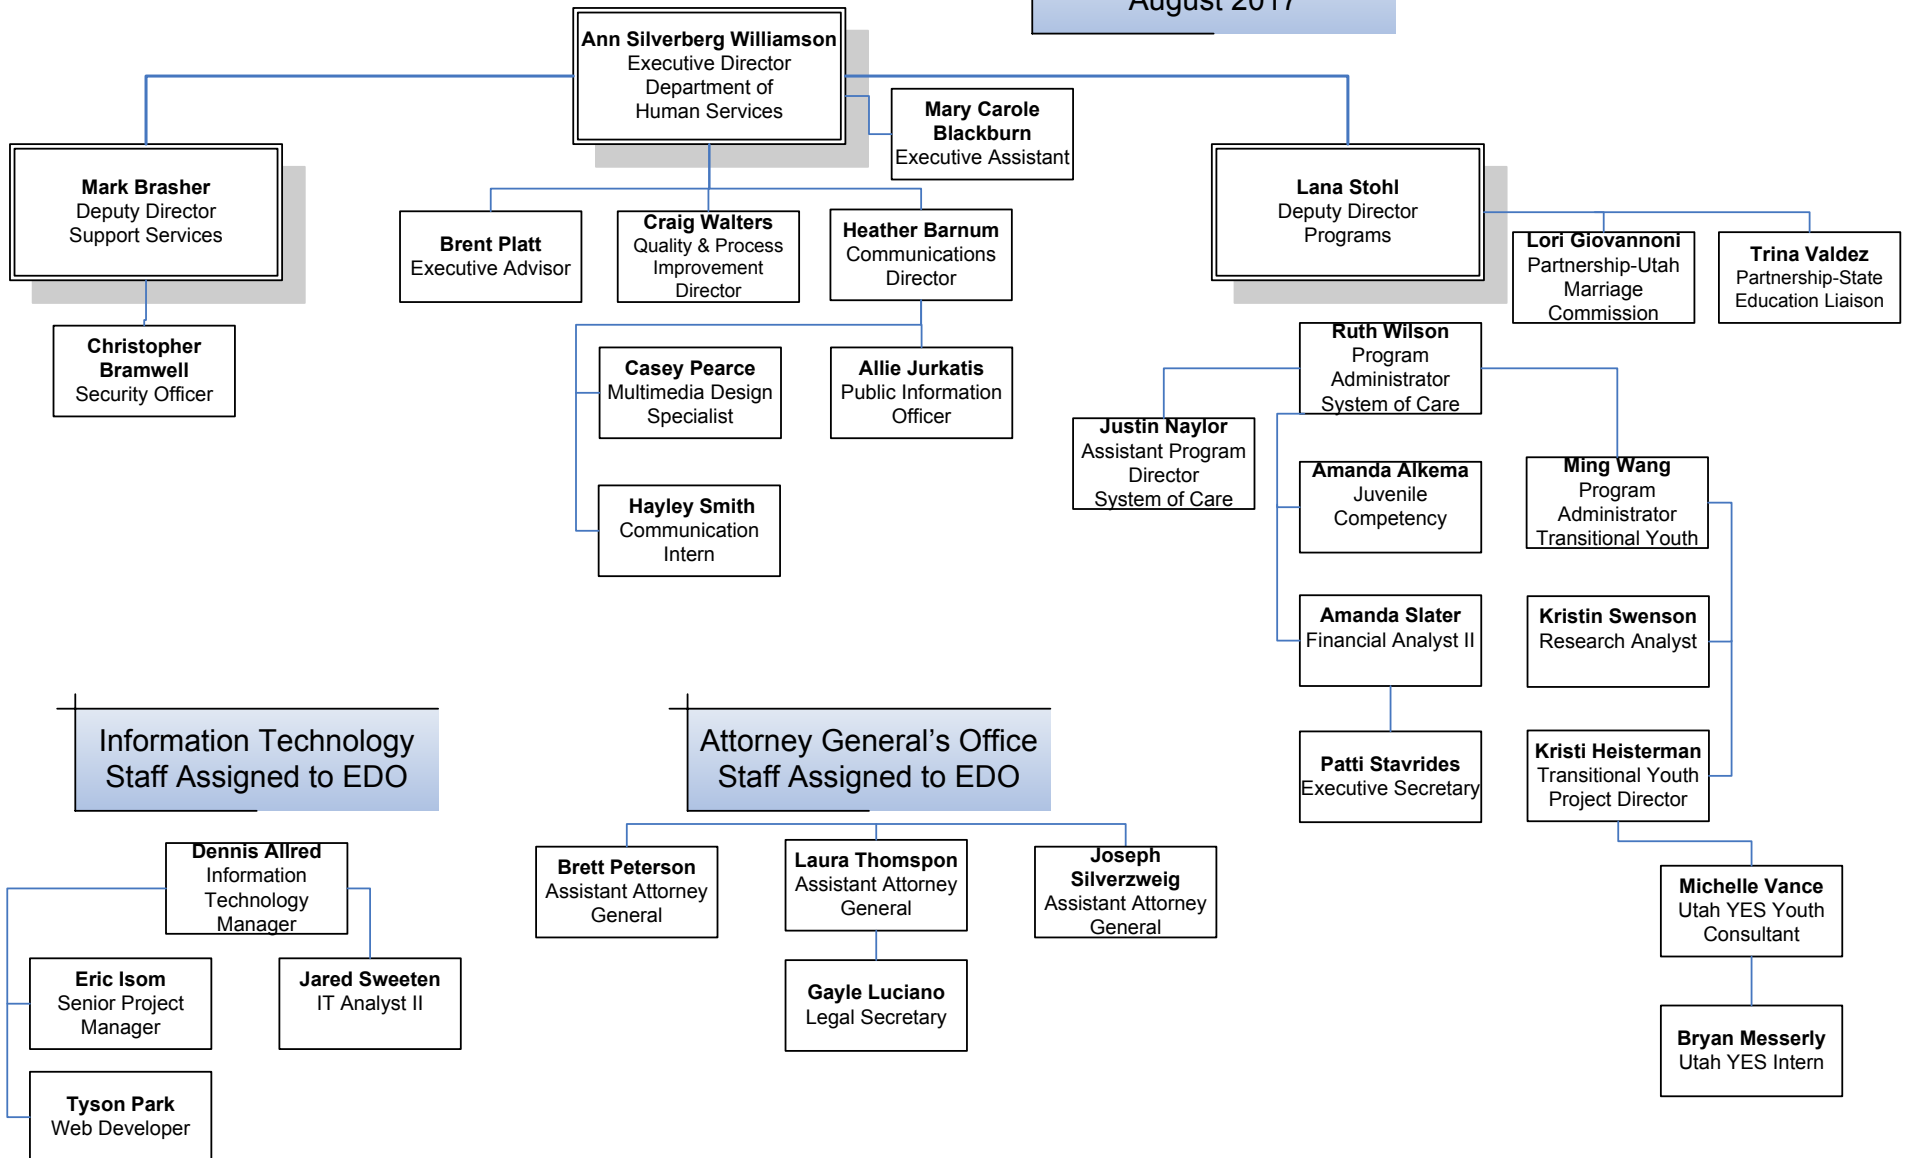 August 2017
Ann Silverberg Williamson
Executive Director
Department of
Human Services
Mary Carole
Blackburn
Executive Assistant
Mark Brasher
Deputy Director
Support Services
Christopher
Bramwell
Security Officer
Brent Platt
Executive Advisor
Craig Walters
Quality & Process
Improvement
Director
Heather Barnum
Communications
Director
Casey Pearce
Multimedia Design
Specialist
Allie Jurkatis
Public Information
Officer
Hayley Smith
Communication
Intern
Lana Stohl
Deputy Director
Programs
Lori Giovannoni
Partnership-Utah
Marriage
Commission
Trina Valdez
Partnership-State
Education Liaison
Ruth Wilson
Program
Administrator
System of Care
Justin Naylor
Assistant Program
Director
System of Care
Amanda Alkema
Juvenile
Competency
Ming Wang
Program
Administrator
Transitional Youth
Amanda Slater
Financial Analyst II
Kristin Swenson
Research Analyst
Patti Stavrides
Executive Secretary
Kristi Heisterman
Transitional Youth
Project Director
Michelle Vance
Utah YES Youth
Consultant
Bryan Messerly
Utah YES Intern
Information Technology
Staff Assigned to EDO
Dennis Allred
Information
Technology
Manager
Eric Isom
Senior Project
Manager
Jared Sweeten
IT Analyst II
Tyson Park
Web Developer
Attorney General’s Office
Staff Assigned to EDO
Brett Peterson
Assistant Attorney
General
Laura Thomspon
Assistant Attorney
General
Joseph
Silverzweig
Assistant Attorney
General
Gayle Luciano
Legal Secretary